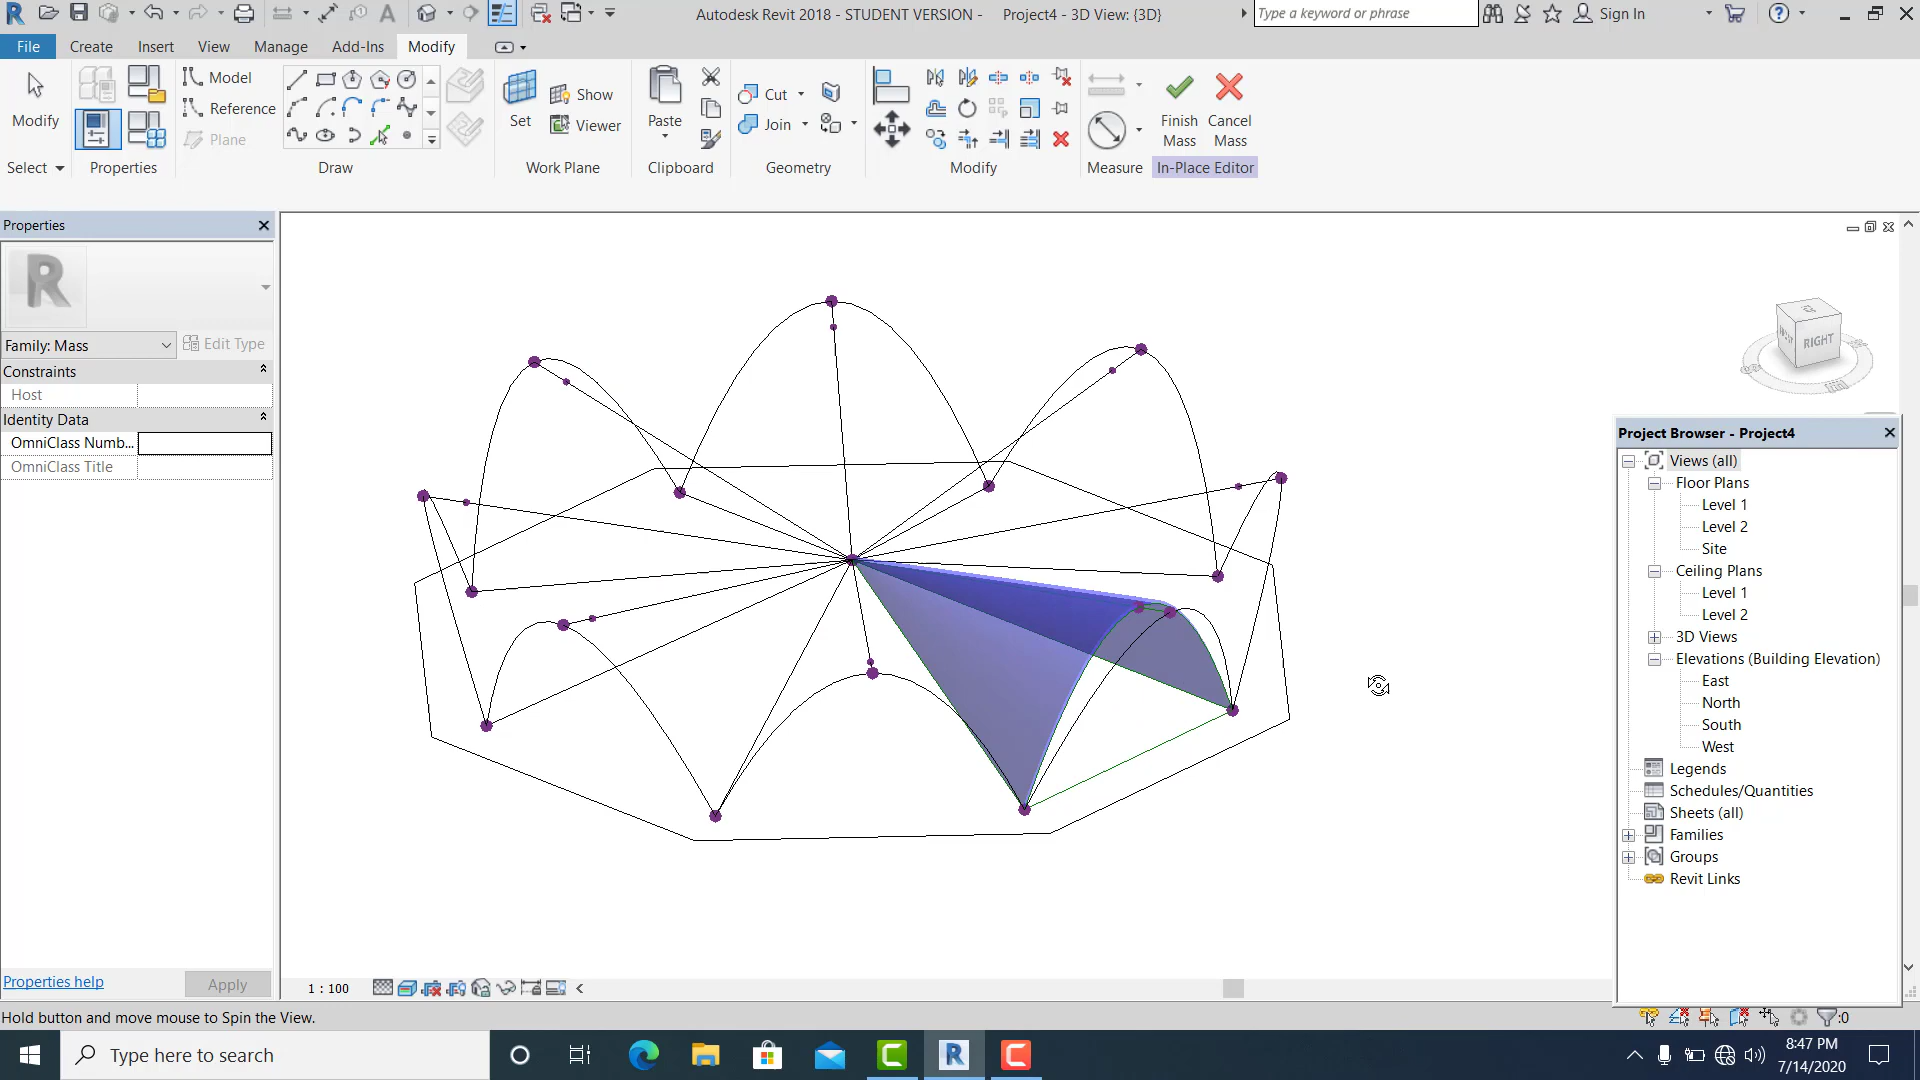 Autodesk Revit 2018 - STUDENT VERSION - Project4 - 3D View: {3D}
Type a keyword or phrase
Sign In
File Create Insert View Manage Add-Ins Modify
Modify
Select
Properties
Model
Reference
Plane
Draw
Set
Show
Viewer
Work Plane
Paste
Clipboard
Cut
Join
Geometry
Modify
Measure
Finish Mass
Cancel Mass
In-Place Editor
Properties
Family: Mass
Edit Type
Constraints
Host
Identity Data
OmniClass Numb...
OmniClass Title
Properties help
Apply
RIGHT
Project Browser - Project4
Views (all)
Floor Plans
Level 1
Level 2
Site
Ceiling Plans
Level 1
Level 2
3D Views
Elevations (Building Elevation)
East
North
South
West
Legends
Schedules/Quantities
Sheets (all)
Families
Groups
Revit Links
1 : 100
Hold button and move mouse to Spin the View.
:0
Type here to search
8:47 PM
7/14/2020